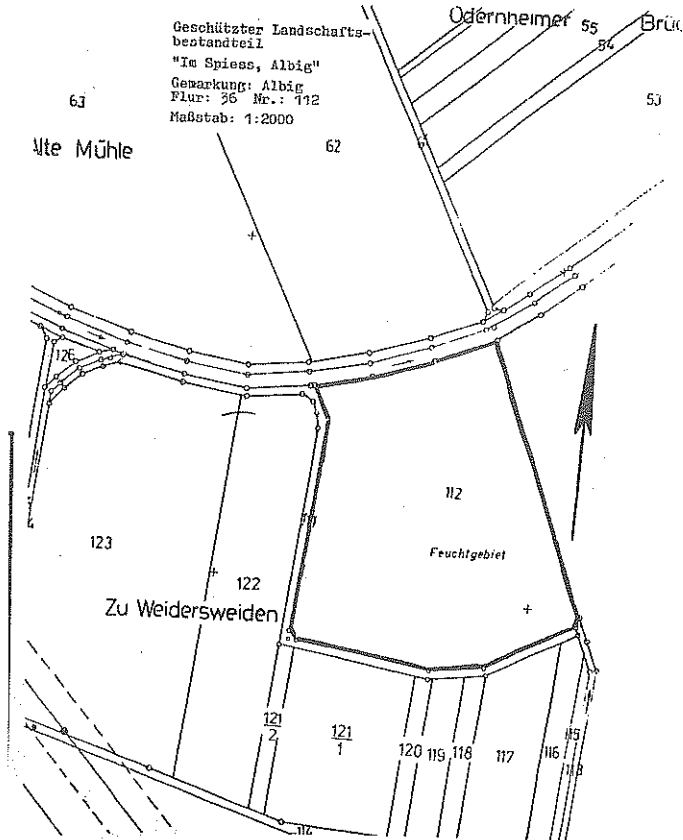 Geschützter Landschafts-
bestandteil
"Im Spiess, Albig"
Gemarkung: Albig
Flur: 36 Nr.: 112
Maßstab: 1:2000
Odernheimer
55
54
53
63
62
Alte Mühle
126
112
Feuchtgebiet
123
122
Zu Weidersweiden
121
2
121
1
120
119
118
117
116
115
113
114